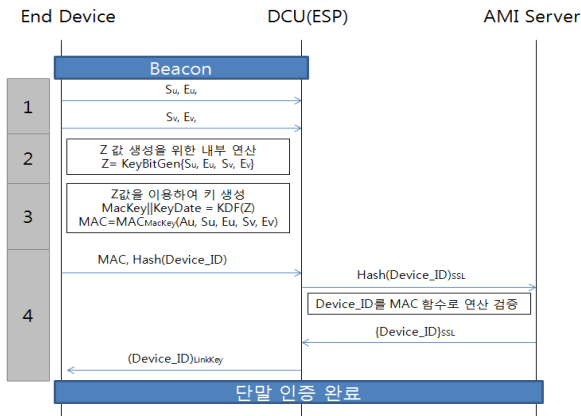 End Device
DCU(ESP)
AMI Server
Beacon
1
Su, Eu,
Sv, Ev,
2
Z 값 생성을 위한 내부 연산
Z= KeyBitGen{Su, Eu, Sv, Ev}
3
Z값을 이용하여 키 생성
MacKey||KeyDate = KDF(Z)
MAC=MACMacKey(Au, Su, Eu, Sv, Ev)
4
MAC, Hash(Device_ID)
Hash(Device_ID)SSL
Device_ID를 MAC 함수로 연산 검증
{Device_ID}SSL
(Device_ID)LinkKey
단말 인증 완료